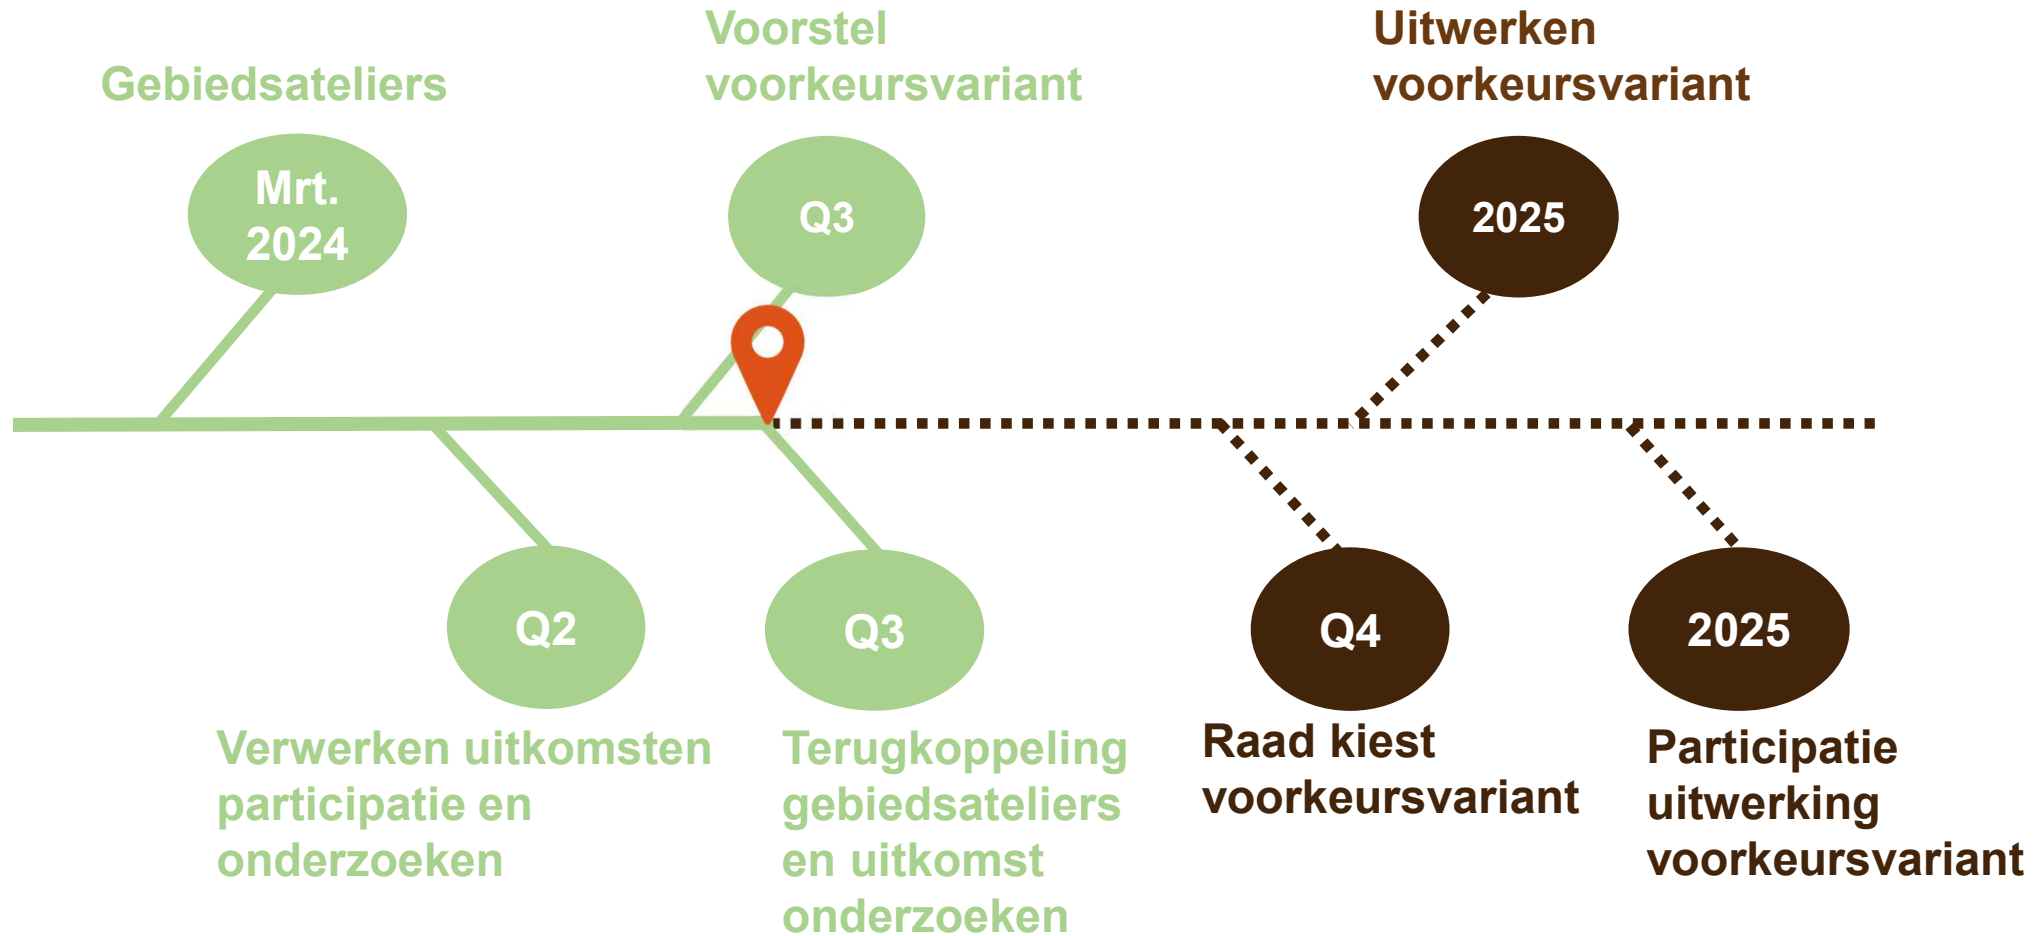 Gebiedsateliers
Mrt.
2024
Voorstel
voorkeursvariant
Q3
Uitwerken
voorkeursvariant
2025
Q2
Verwerken uitkomsten
participatie en
onderzoeken
Q3
Terugkoppeling
gebiedsateliers
en uitkomst
onderzoeken
Q4
Raad kiest
voorkeursvariant
2025
Participatie
uitwerking
voorkeursvariant